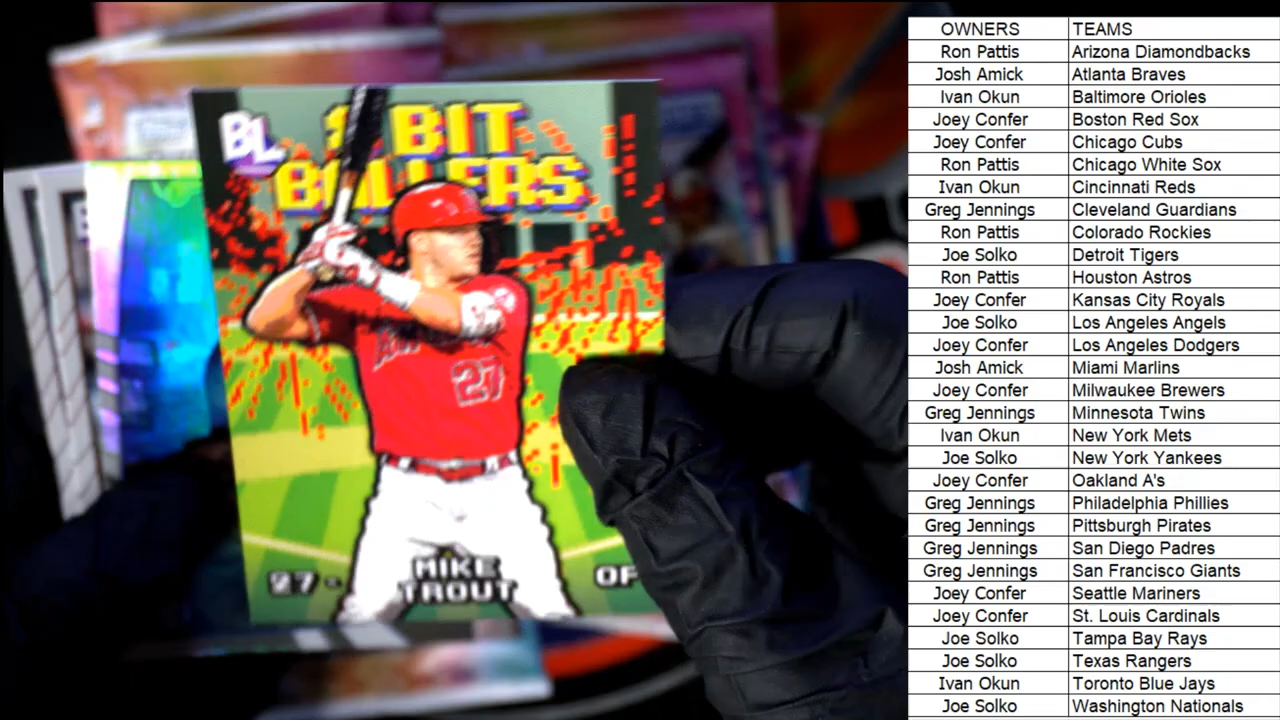 BL
8 BIT
BALLERS
ANGELS
27
27 -
MIKE
TROUT
OF
OWNERS TEAMS
Ron Pattis Arizona Diamondbacks
Josh Amick Atlanta Braves
Ivan Okun Baltimore Orioles
Joey Confer Boston Red Sox
Joey Confer Chicago Cubs
Ron Pattis Chicago White Sox
Ivan Okun Cincinnati Reds
Greg Jennings Cleveland Guardians
Ron Pattis Colorado Rockies
Joe Solko Detroit Tigers
Ron Pattis Houston Astros
Joey Confer Kansas City Royals
Joe Solko Los Angeles Angels
Joey Confer Los Angeles Dodgers
Josh Amick Miami Marlins
Joey Confer Milwaukee Brewers
Greg Jennings Minnesota Twins
Ivan Okun New York Mets
Joe Solko New York Yankees
Joey Confer Oakland A's
Greg Jennings Philadelphia Phillies
Greg Jennings Pittsburgh Pirates
Greg Jennings San Diego Padres
Greg Jennings San Francisco Giants
Joey Confer Seattle Mariners
Joey Confer St. Louis Cardinals
Joe Solko Tampa Bay Rays
Joe Solko Texas Rangers
Ivan Okun Toronto Blue Jays
Joe Solko Washington Nationals